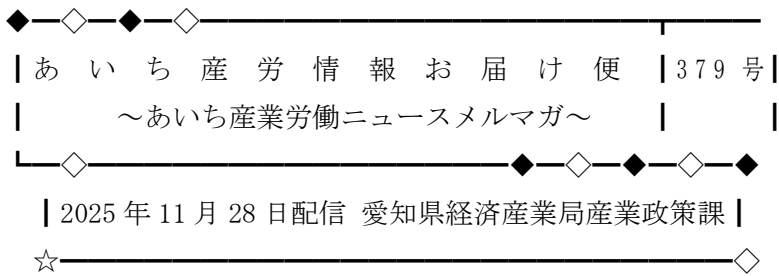 あいち産労情報お届け便 379号
～あいち産業労働ニュースメルマガ～
2025年11月28日配信 愛知県経済産業局産業政策課